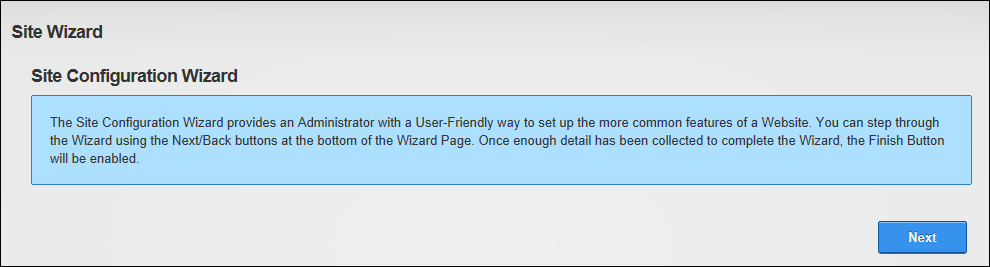 Site Wizard
Site Configuration Wizard
The Site Configuration Wizard provides an Administrator with a User-Friendly way to set up the more common features of a Website. You can step through
the Wizard using the Next/Back buttons at the bottom of the Wizard Page. Once enough detail has been collected to complete the Wizard, the Finish Button
will be enabled.
Next